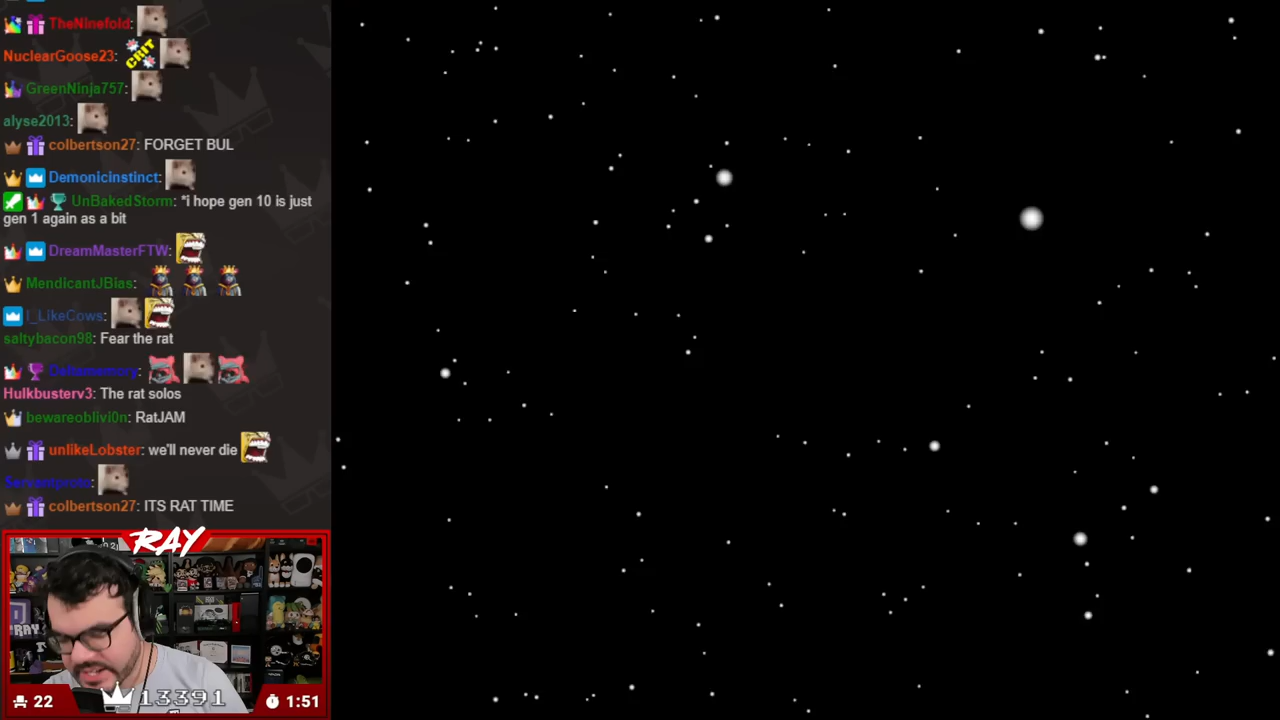 TheNinefold:
NuclearGoose23: CRIT
GreenNinja757:
alyse2013:
colbertson27: FORGET BUL
Demonicinstinct:
UnBakedStorm: *i hope gen 10 is just
gen 1 again as a bit
DreamMasterFTW:
MendicantJBias:
I_LikeCows:
saltybacon98: Fear the rat
Deltamemory:
Hulkbusterv3: The rat solos
bewareoblivi0n: RatJAM
unlikeLobster: we'll never die
colbertson27: ITS RAT TIME
RAY
22
13391
1:51